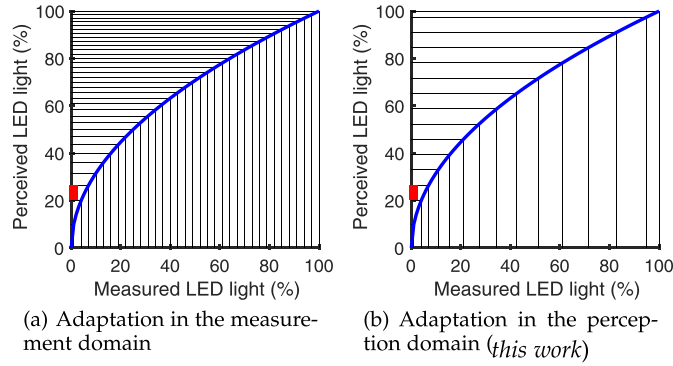 100
80
60
40
20
0
Perceived LED light (%)
0 20 40 60 80 100
Measured LED light (%)
(a) Adaptation in the measure-
ment domain
100
80
60
40
20
0
Perceived LED light (%)
0 20 40 60 80 100
Measured LED light (%)
(b) Adaptation in the percep-
tion domain (this work)